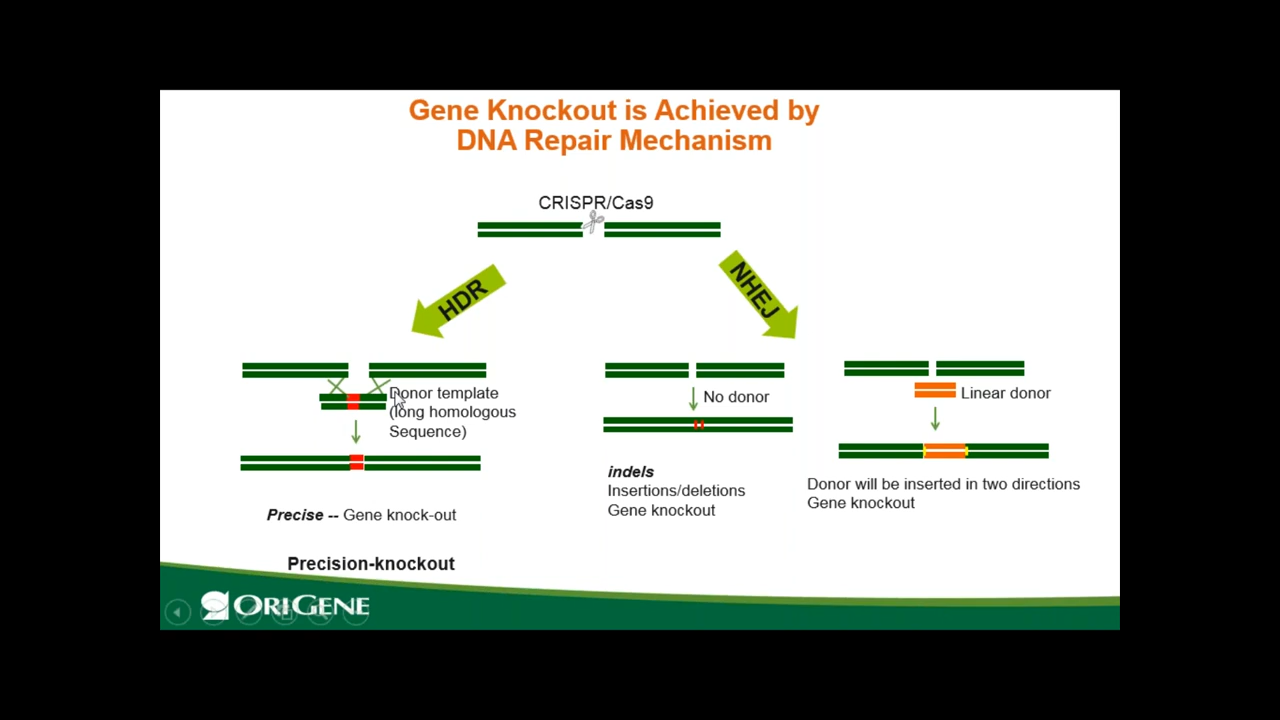 Gene Knockout is Achieved by
DNA Repair Mechanism
CRISPR/Cas9
HDR
NHEJ
Donor template
(long homologous
Sequence)
Precise -- Gene knock-out
Precision-knockout
No donor
indels
Insertions/deletions
Gene knockout
Linear donor
Donor will be inserted in two directions
Gene knockout
ORIGENE